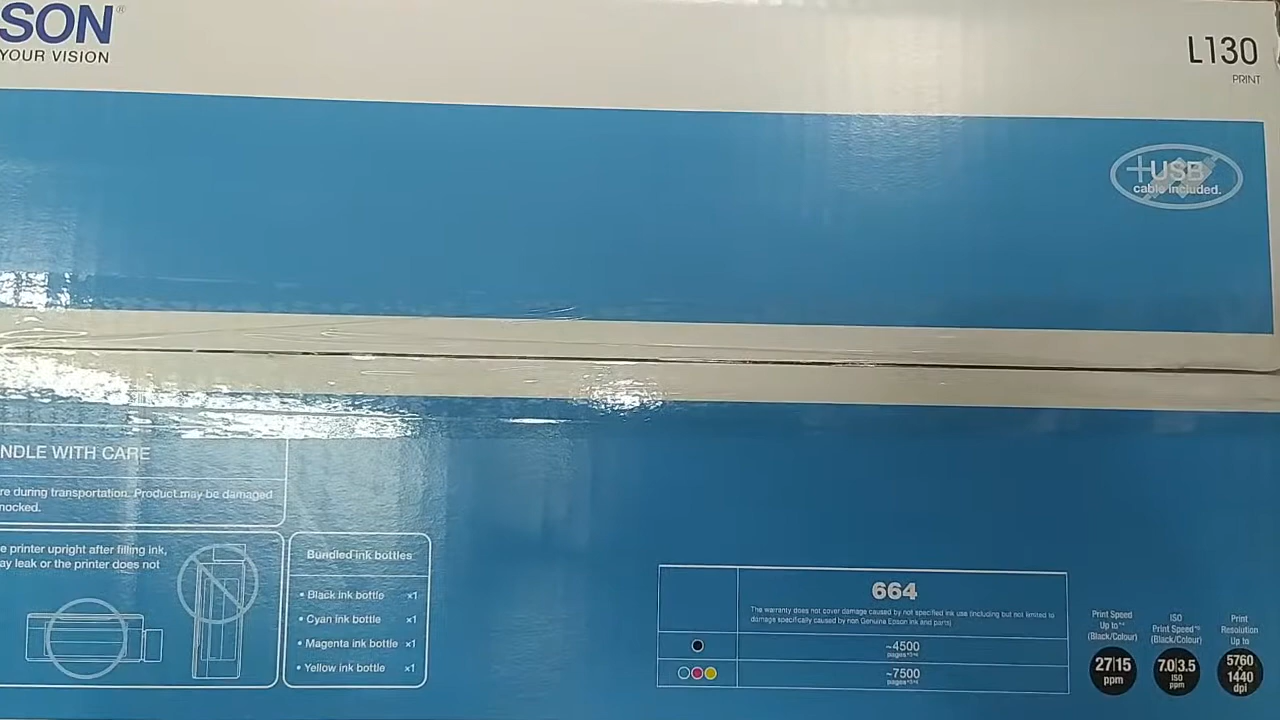 SON®
YOUR VISION
L130
PRINT
+USB
cable included.
NDLE WITH CARE
re during transportation. Product may be damaged
nocked.
e printer upright after filling ink,
ay leak or the printer does not
Bundled ink bottles
• Black ink bottle x1
• Cyan ink bottle x1
• Magenta ink bottle x1
• Yellow ink bottle x1
664
The warranty does not cover damage caused by not specified ink use (including but not limited to
damage specifically caused by non Genuine Epson ink and parts)
~4500
pages
~7500
pages
Print Speed
Up to
(Black/Colour)
27|15
ppm
ISO
Print Speed
(Black/Colour)
7.0|3.5
ISO
ppm
Print
Resolution
Up to
5760
x
1440
dpi